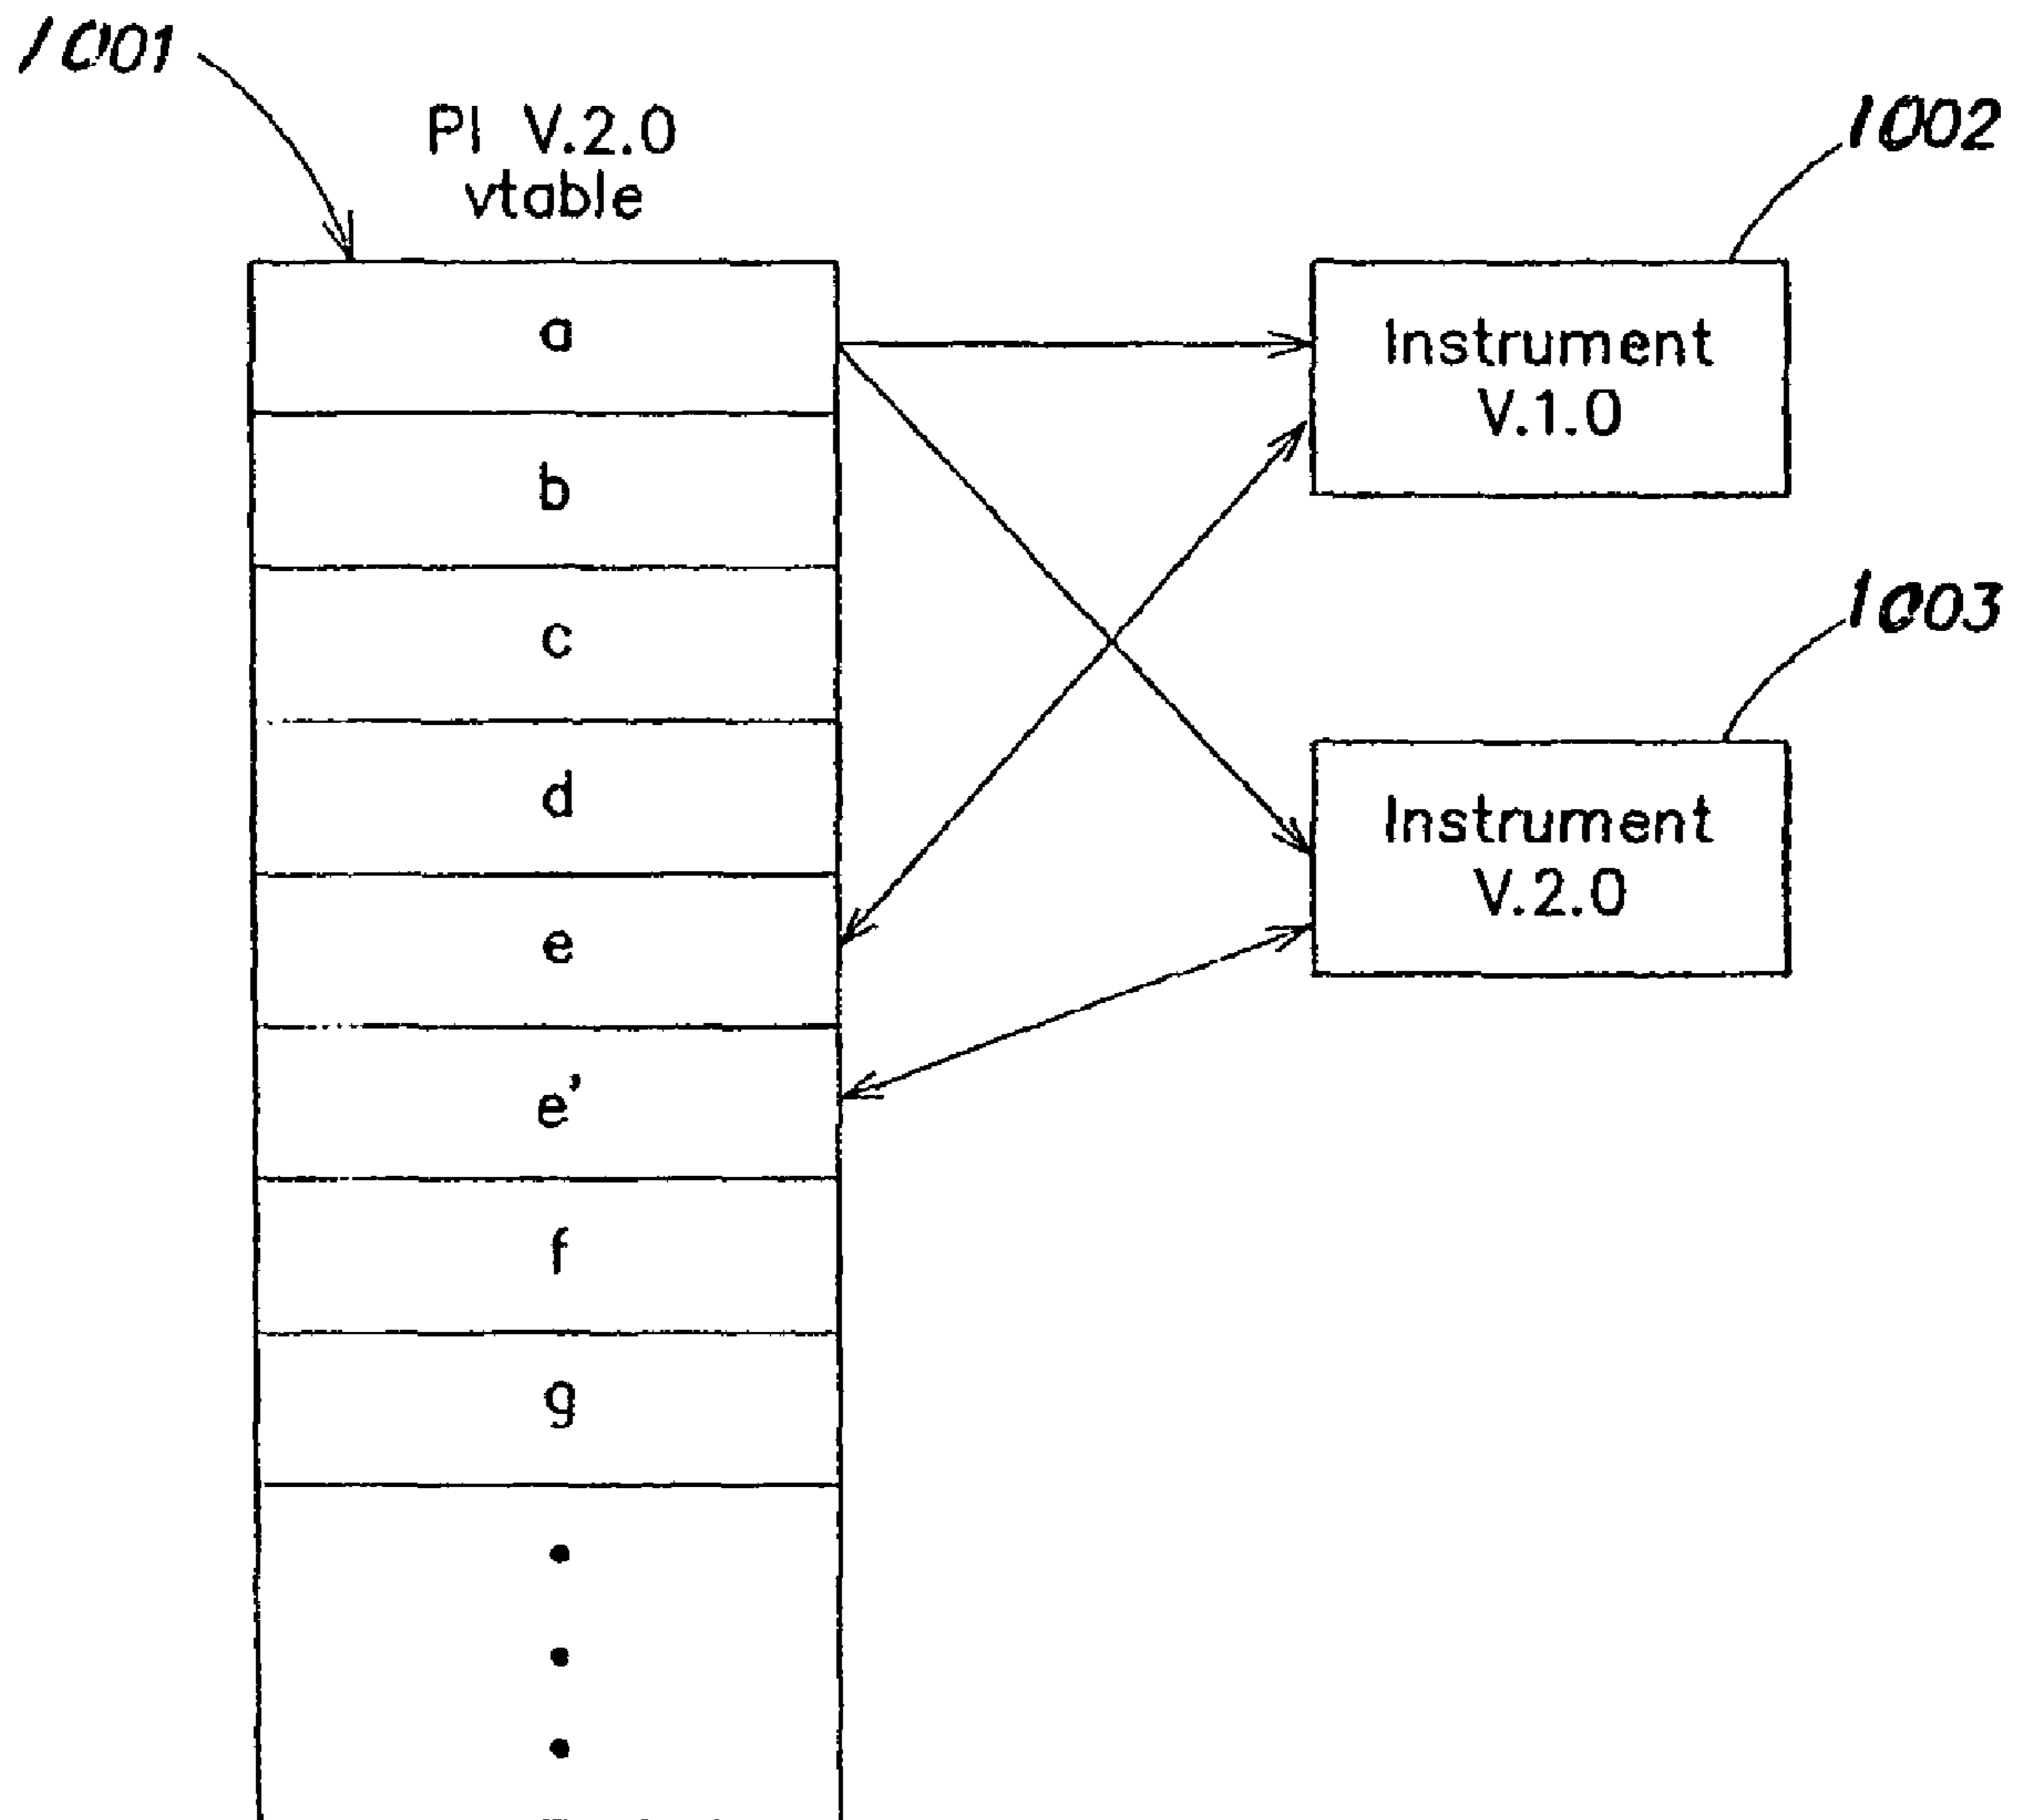 1001
PI V.2.0
vtable
1002
a
Instrument
V.1.0
b
c
1003
d
Instrument
V.2.0
e
e'
f
g